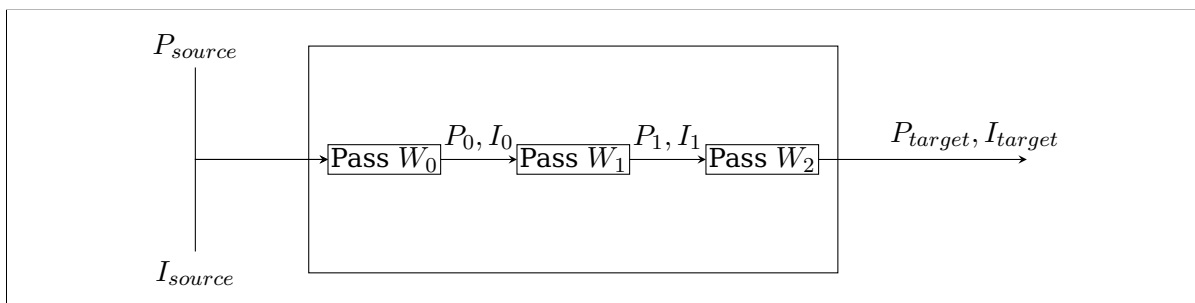 P_source
P_0, I_0
P_1, I_1
P_target, I_target
Pass W_0
Pass W_1
Pass W_2
I_source